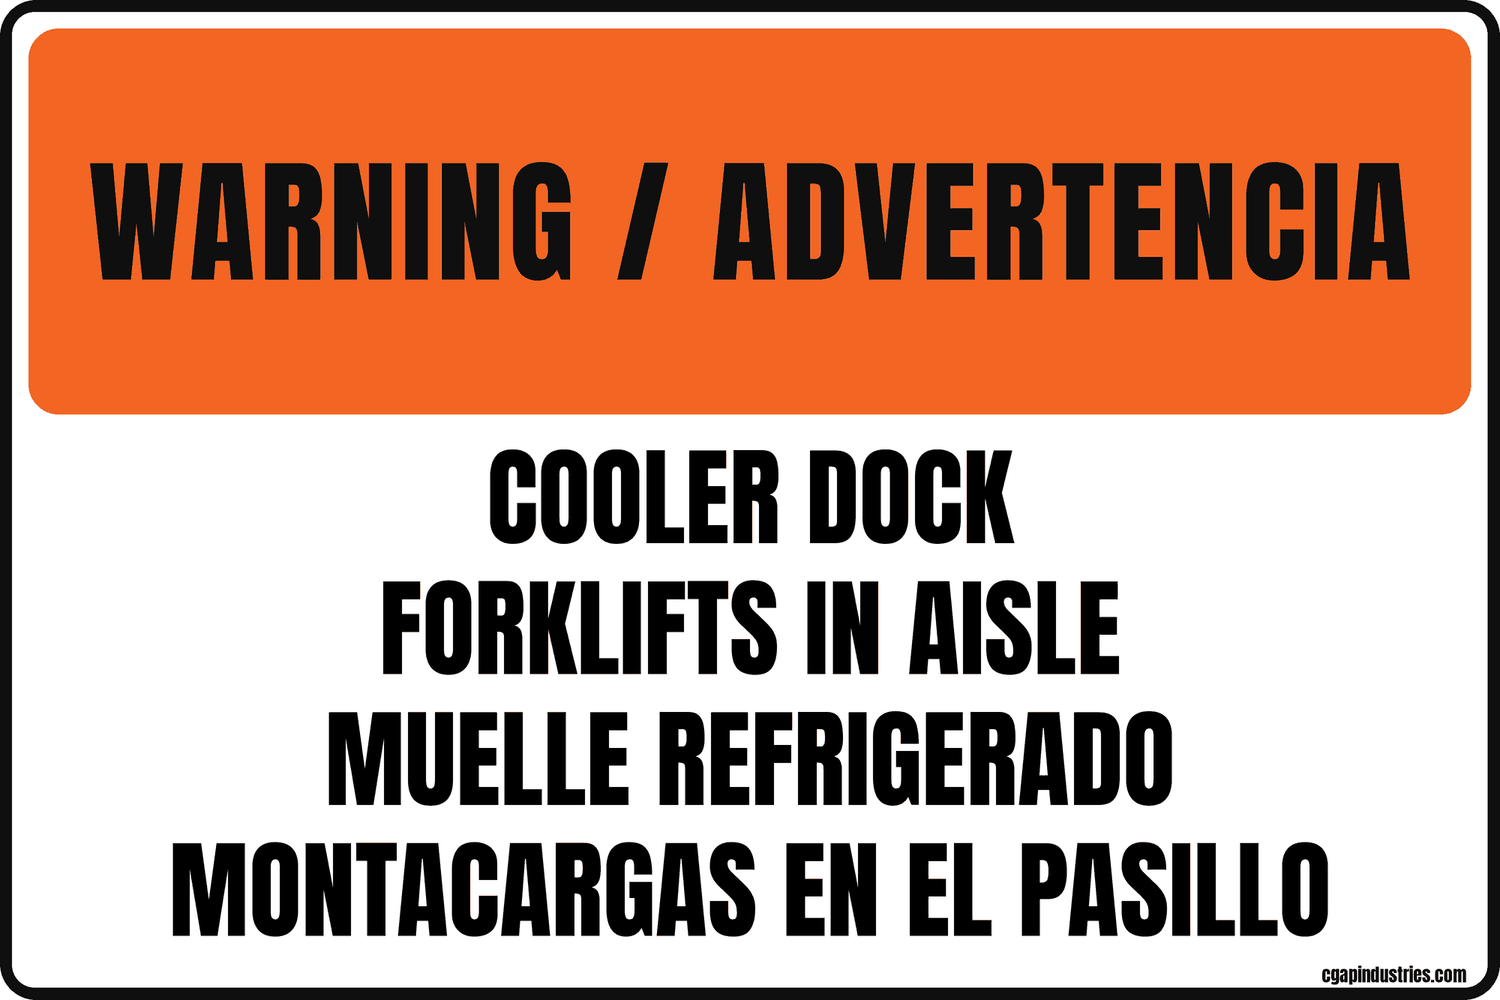 WARNING / ADVERTENCIA
COOLER DOCK
FORKLIFTS IN AISLE
MUELLE REFRIGERADO
MONTACARGAS EN EL PASILLO
cgapindustries.com